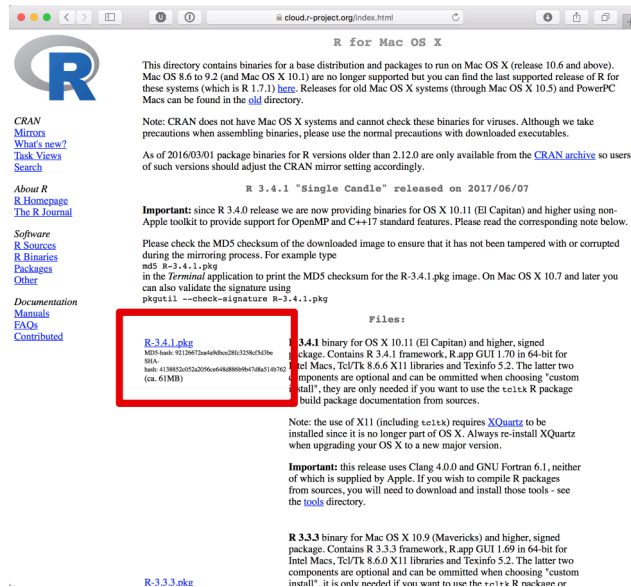 cloud.r-project.org/index.html
R
CRAN
Mirrors
What's new?
Task Views
Search
About R
R Homepage
The R Journal
Software
R Sources
R Binaries
Packages
Other
Documentation
Manuals
FAQs
Contributed
R for Mac OS X
This directory contains binaries for a base distribution and packages to run on Mac OS X (release 10.6 and above).
Mac OS 8.6 to 9.2 (and Mac OS X 10.1) are no longer supported but you can find the last supported release of R for
these systems (which is R 1.7.1) here. Releases for old Mac OS X systems (through Mac OS X 10.5) and PowerPC
Macs can be found in the old directory.
Note: CRAN does not have Mac OS X systems and cannot check these binaries for viruses. Although we take
precautions when assembling binaries, please use the normal precautions with downloaded executables.
As of 2016/03/01 package binaries for R versions older than 2.12.0 are only available from the CRAN archive so users
of such versions should adjust the CRAN mirror setting accordingly.
R 3.4.1 "Single Candle" released on 2017/06/07
Important: since R 3.4.0 release we are now providing binaries for OS X 10.11 (El Capitan) and higher using non-
Apple toolkit to provide support for OpenMP and C++17 standard features. Please read the corresponding note below.
Please check the MD5 checksum of the downloaded image to ensure that it has not been tampered with or corrupted
during the mirroring process. For example type
md5 R-3.4.1.pkg
in the Terminal application to print the MD5 checksum for the R-3.4.1.pkg image. On Mac OS X 10.7 and later you
can also validate the signature using
pkgutil --check-signature R-3.4.1.pkg
Files:
R-3.4.1.pkg
MD5-hash: 92126672ea4a9dbce28fc3258cf5d3be
SHA-
hash: 4138852c052a2056ce648d886b9b47d8a514b762
(ca. 61MB)
3.4.1 binary for OS X 10.11 (El Capitan) and higher, signed
package. Contains R 3.4.1 framework, R.app GUI 1.70 in 64-bit for
Intel Macs, Tcl/Tk 8.6.6 X11 libraries and Texinfo 5.2. The latter two
components are optional and can be ommitted when choosing "custom
install", they are only needed if you want to use the tcltk R package
build package documentation from sources.
Note: the use of X11 (including tcltk) requires XQuartz to be
installed since it is no longer part of OS X. Always re-install XQuartz
when upgrading your OS X to a new major version.
Important: this release uses Clang 4.0.0 and GNU Fortran 6.1, neither
of which is supplied by Apple. If you wish to compile R packages
from sources, you will need to download and install those tools - see
the tools directory.
R-3.3.3.pkg
R 3.3.3 binary for Mac OS X 10.9 (Mavericks) and higher, signed
package. Contains R 3.3.3 framework, R.app GUI 1.69 in 64-bit for
Intel Macs, Tcl/Tk 8.6.0 X11 libraries and Texinfo 5.2. The latter two
components are optional and can be ommitted when choosing "custom
install", it is only needed if you want to use the tcltk R package or